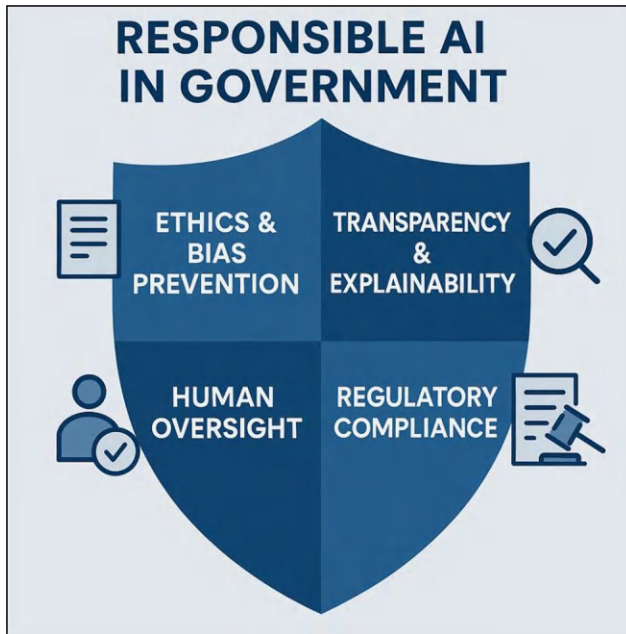 RESPONSIBLE AI
IN GOVERNMENT
ETHICS &
BIAS
PREVENTION
TRANSPARENCY
&
EXPLAINABILITY
HUMAN
OVERSIGHT
REGULATORY
COMPLIANCE